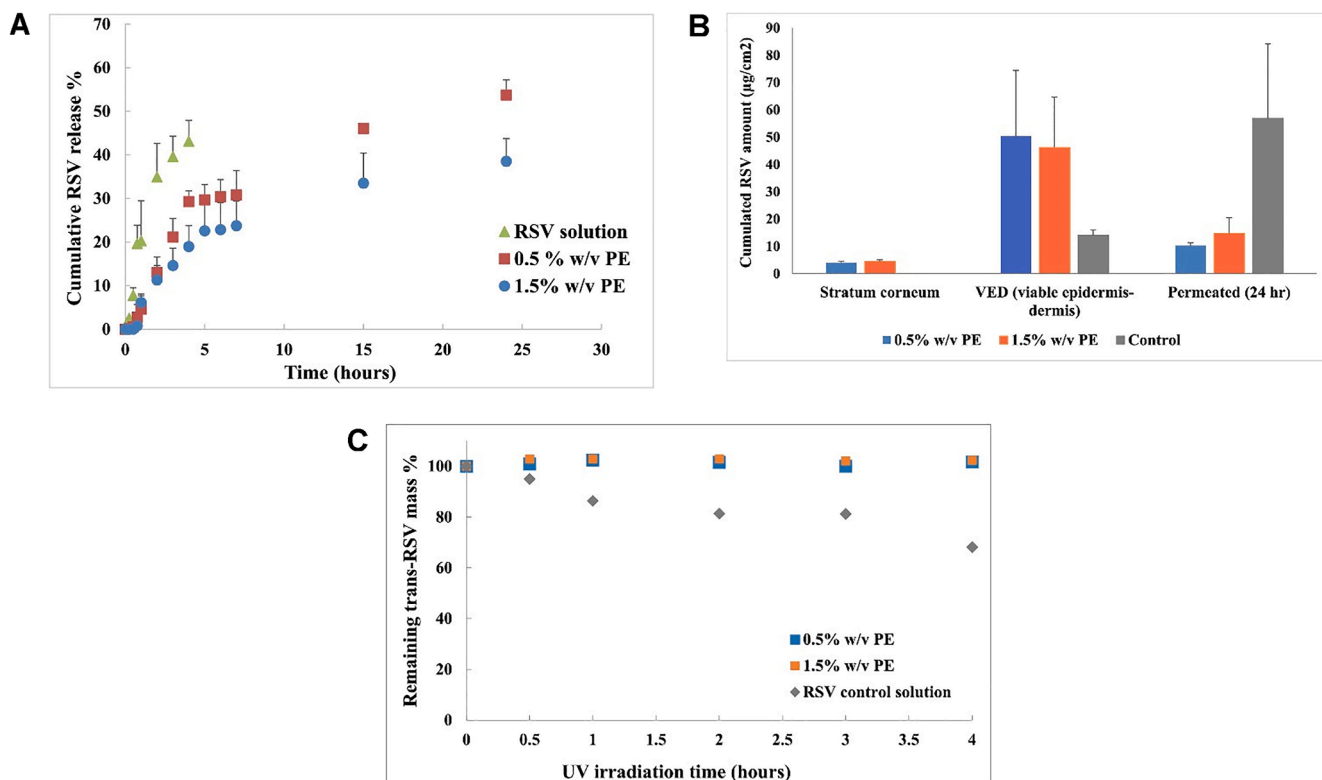 A
Cumulative RSV release %
70
60
50
40
30
20
10
0
0 5 10 15 20 25 30
Time (hours)
RSV solution
0.5 % w/v PE
1.5% w/v PE
B
Cumulated RSV amount (µg/cm2)
90
80
70
60
50
40
30
20
10
0
Stratum corneum
VED (viable epidermis-
dermis)
Permeated (24 hr)
0.5% w/v PE 1.5% w/v PE Control
C
Remaining trans-RSV mass %
100
80
60
40
20
0
0 0.5 1 1.5 2 2.5 3 3.5 4
UV irradiation time (hours)
0.5% w/v PE
1.5% w/v PE
RSV control solution